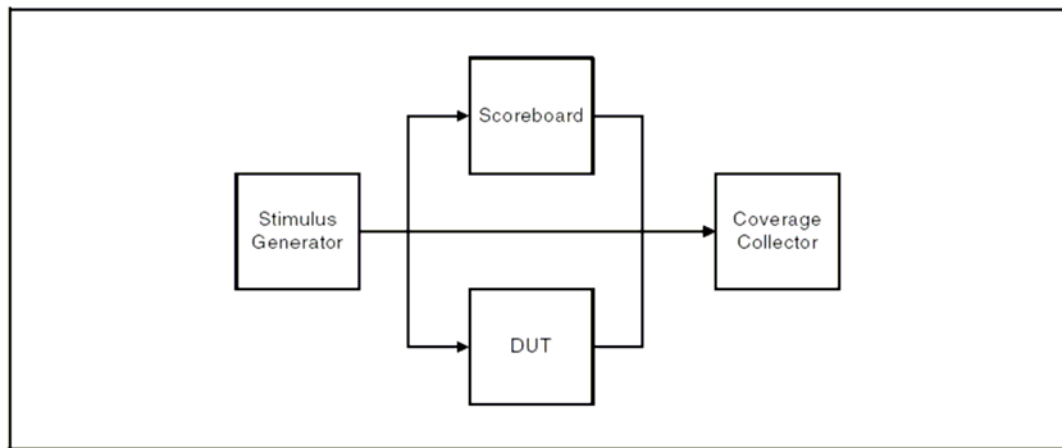 Scoreboard
Stimulus
Generator
Coverage
Collector
DUT